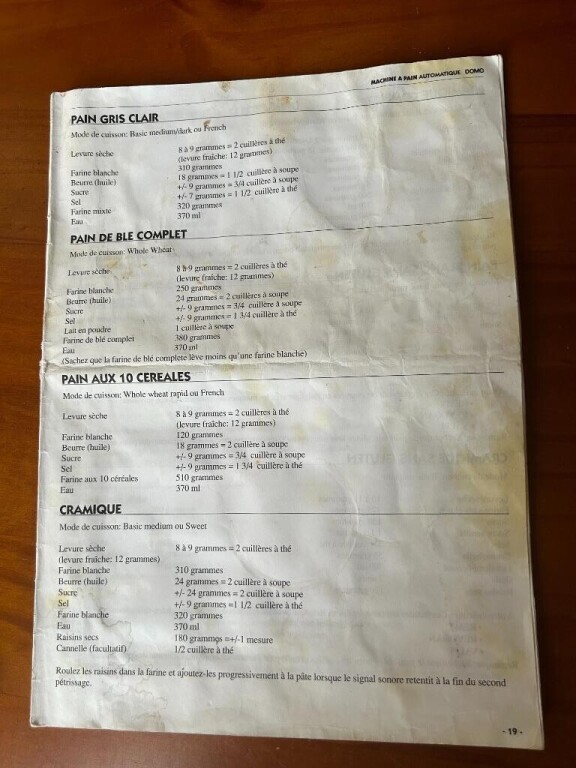 MACHINE A PAIN AUTOMATIQUE DOMO
PAIN GRIS CLAIR
Mode de cuisson: Basic medium/dark ou French
Levure sèche 8 à 9 grammes = 2 cuillères à thé
(levure fraîche: 12 grammes)
Farine blanche 310 grammes
Beurre (huile) 18 grammes = 1 1/2 cuillère à soupe
Sucre +/- 9 grammes = 3/4 cuillère à soupe
Sel +/- 7 grammes = 1 1/2 cuillère à thé
Farine mixte 320 grammes
Eau 370 ml
PAIN DE BLE COMPLET
Mode de cuisson: Whole Wheat
Levure sèche 8 à 9 grammes = 2 cuillères à thé
(levure fraîche: 12 grammes)
Farine blanche 250 grammes
Beurre (huile) 24 grammes = 2 cuillères à soupe
Sucre +/- 9 grammes = 3/4 cuillère à soupe
Sel +/- 9 grammes = 1 3/4 cuillère à thé
Lait en poudre 1 cuillère à soupe
Farine de blé complet 380 grammes
Eau 370 ml
(Sachez que la farine de blé complete lève moins qu'une farine blanche)
PAIN AUX 10 CEREALES
Mode de cuisson: Whole wheat rapid ou French
Levure sèche 8 à 9 grammes = 2 cuillères à thé
(levure fraîche: 12 grammes)
Farine blanche 120 grammes
Beurre (huile) 18 grammes = 2 cuillère à soupe
Sucre +/- 9 grammes = 3/4 cuillère à soupe
Sel +/- 9 grammes = 1 3/4 cuillère à thé
Farine aux 10 céréales 510 grammes
Eau 370 ml
CRAMIQUE
Mode de cuisson: Basic medium ou Sweet
Levure sèche 8 à 9 grammes = 2 cuillères à thé
(levure fraîche: 12 grammes)
Farine blanche 310 grammes
Beurre (huile) 24 grammes = 2 cuillère à soupe
Sucre +/- 24 grammes = 2 cuillère à soupe
Sel +/- 9 grammes =1 1/2 cuillère à thé
Farine blanche 320 grammes
Eau 370 ml
Raisins secs 180 grammes =+/-1 mesure
Cannelle (facultatif) 1/2 cuillère à thé
Roulez les raisins dans la farine et ajoutez-les progressivement à la pâte lorsque le signal sonore retentit à la fin du second
pétrissage.
- 19 -